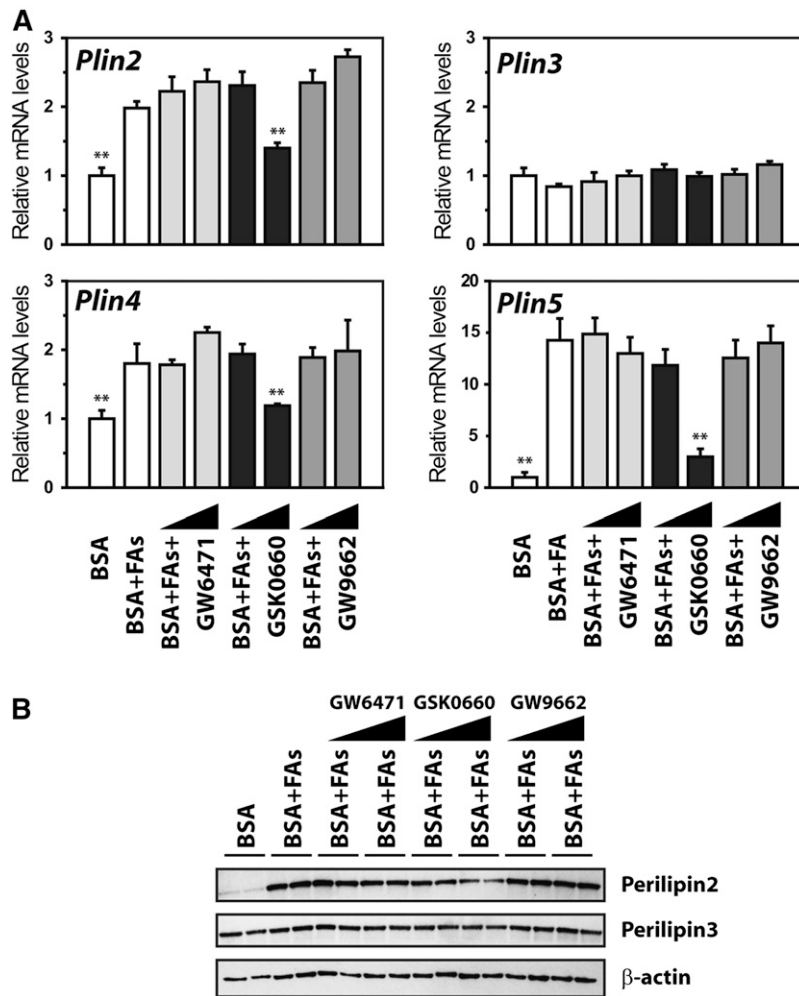 A
Plin2
Relative mRNA levels
3
2
1
0
**
**
Plin3
Relative mRNA levels
3
2
1
0
Plin4
Relative mRNA levels
3
2
1
0
**
**
Plin5
Relative mRNA levels
20
15
10
5
0
**
**
BSA
BSA+FAs
BSA+FAs+
GW6471
BSA+FAs+
GSK0660
BSA+FAs+
GW9662
BSA
BSA+FA
BSA+FAs+
GW6471
BSA+FAs+
GSK0660
BSA+FAs+
GW9662
B
GW6471 GSK0660 GW9662
BSA
BSA+FAs
BSA+FAs
BSA+FAs
BSA+FAs
BSA+FAs
BSA+FAs
BSA+FAs
Perilipin2
Perilipin3
β-actin